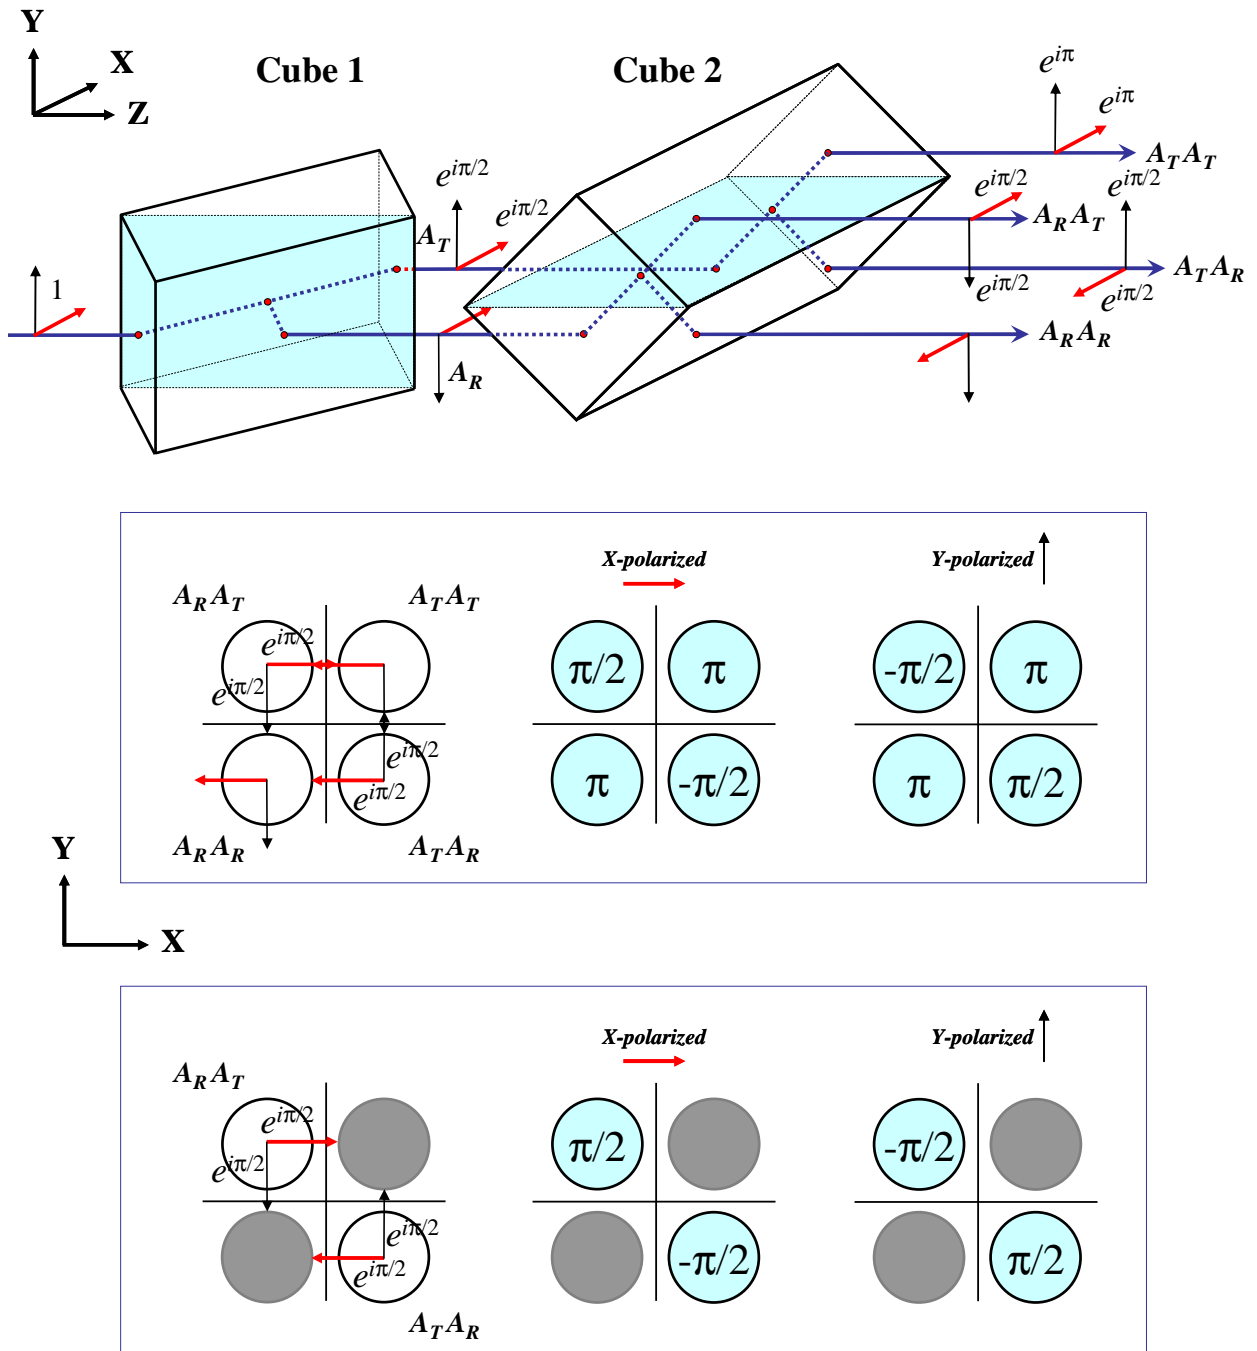 Y
X
Z
Cube 1
Cube 2
e^{iπ}
e^{iπ}
A_T A_T
e^{iπ/2}
e^{iπ/2}
e^{iπ/2}
e^{iπ/2}
A_T
A_R A_T
1
A_T A_R
e^{iπ/2}
e^{iπ/2}
A_R A_R
A_R
X-polarized
Y-polarized
A_R A_T
A_T A_T
e^{iπ/2}
e^{iπ/2}
π/2
π
-π/2
π
e^{iπ/2}
e^{iπ/2}
π
-π/2
π
π/2
A_R A_R
A_T A_R
Y
X
X-polarized
Y-polarized
A_R A_T
e^{iπ/2}
e^{iπ/2}
π/2
-π/2
e^{iπ/2}
e^{iπ/2}
-π/2
π/2
A_T A_R